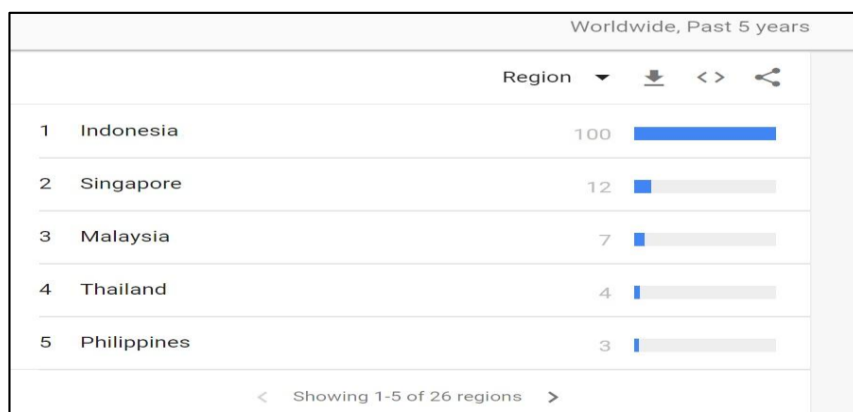 Worldwide, Past 5 years
Region
1 Indonesia 100
2 Singapore 12
3 Malaysia 7
4 Thailand 4
5 Philippines 3
Showing 1-5 of 26 regions